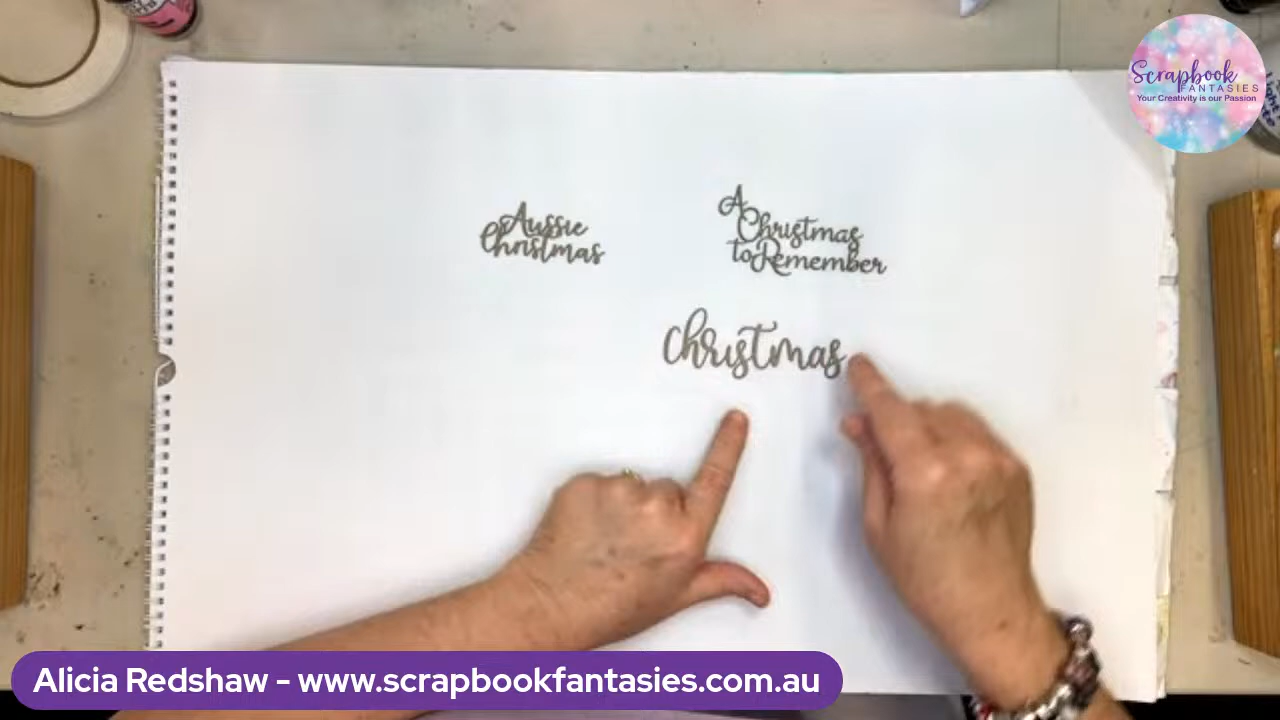 Scrapbook
FANTASIES
Your Creativity is our Passion
Aussie
Christmas
A
Christmas
to Remember
christmas
Alicia Redshaw - www.scrapbookfantasies.com.au